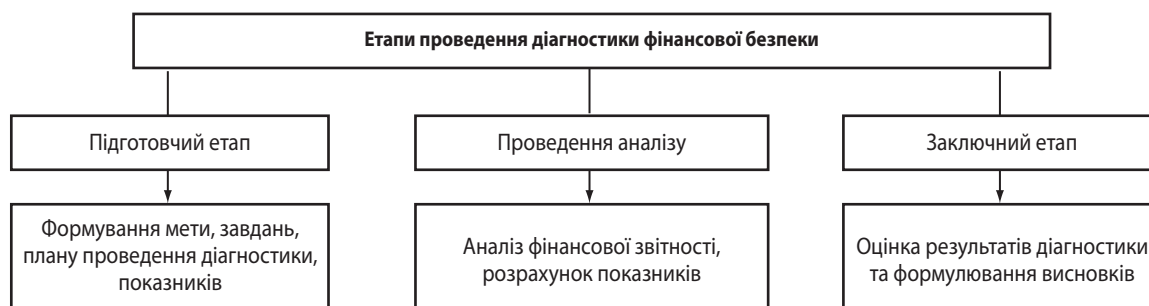 Етапи проведення діагностики фінансової безпеки
Підготовчий етап
Проведення аналізу
Заключний етап
Формування мети, завдань,
плану проведення діагностики,
показників
Аналіз фінансової звітності,
розрахунок показників
Оцінка результатів діагностики
та формулювання висновків